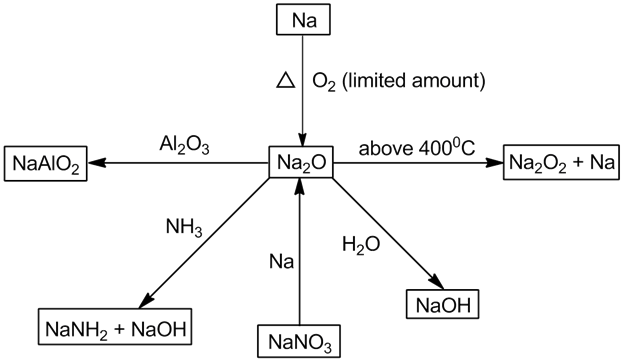 Na
△ O₂ (limited amount)
NaAlO₂
Al₂O₃
Na₂O
above 400⁰C
Na₂O₂ + Na
NH₃
Na
H₂O
NaNH₂ + NaOH
NaNO₃
NaOH